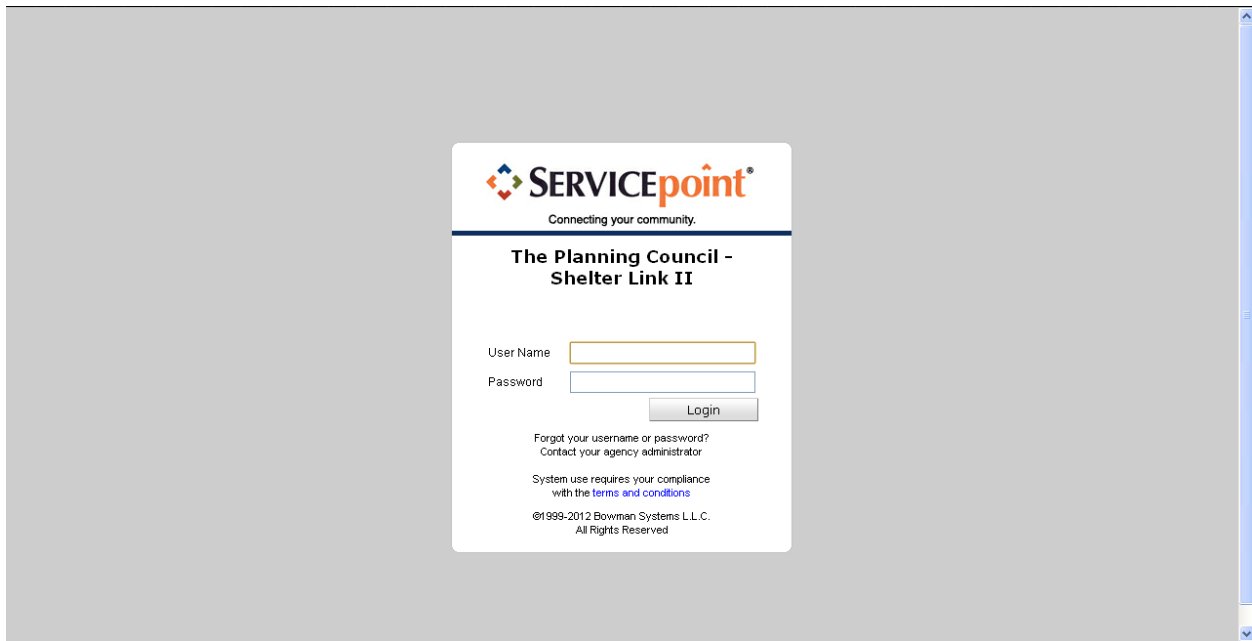 SERVICEpoint®
Connecting your community.
The Planning Council -
Shelter Link II
User Name
Password
Login
Forgot your username or password?
Contact your agency administrator
System use requires your compliance
with the terms and conditions
©1999-2012 Bowman Systems L.L.C.
All Rights Reserved